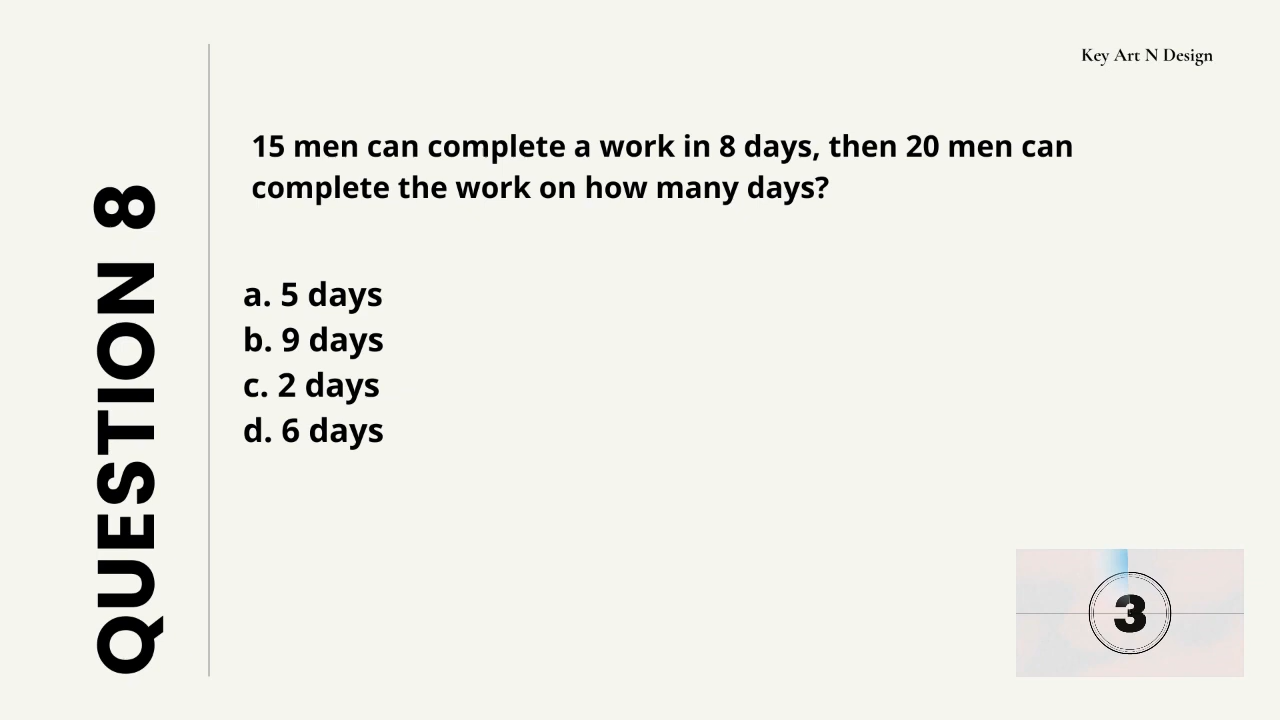 Key Art N Design
QUESTION 8
15 men can complete a work in 8 days, then 20 men can
complete the work on how many days?
a. 5 days
b. 9 days
c. 2 days
d. 6 days
3